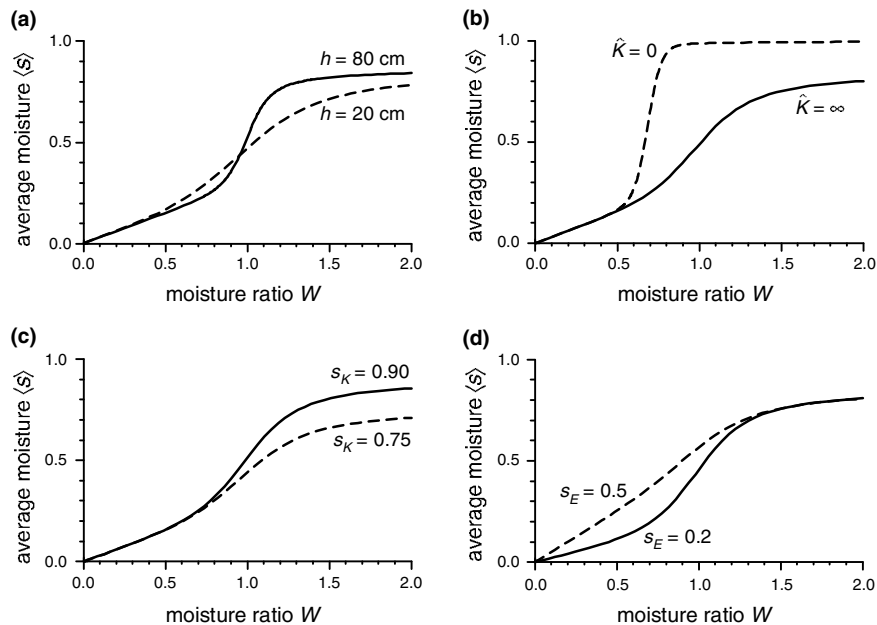 (a)
1.0
0.5
0.0
average moisture ⟨s⟩
h = 80 cm
h = 20 cm
0.0 0.5 1.0 1.5 2.0
moisture ratio W
(b)
1.0
0.5
0.0
average moisture ⟨s⟩
K̂ = 0
K̂ = ∞
0.0 0.5 1.0 1.5 2.0
moisture ratio W
(c)
1.0
0.5
0.0
average moisture ⟨s⟩
s_K = 0.90
s_K = 0.75
0.0 0.5 1.0 1.5 2.0
moisture ratio W
(d)
1.0
0.5
0.0
average moisture ⟨s⟩
s_E = 0.5
s_E = 0.2
0.0 0.5 1.0 1.5 2.0
moisture ratio W